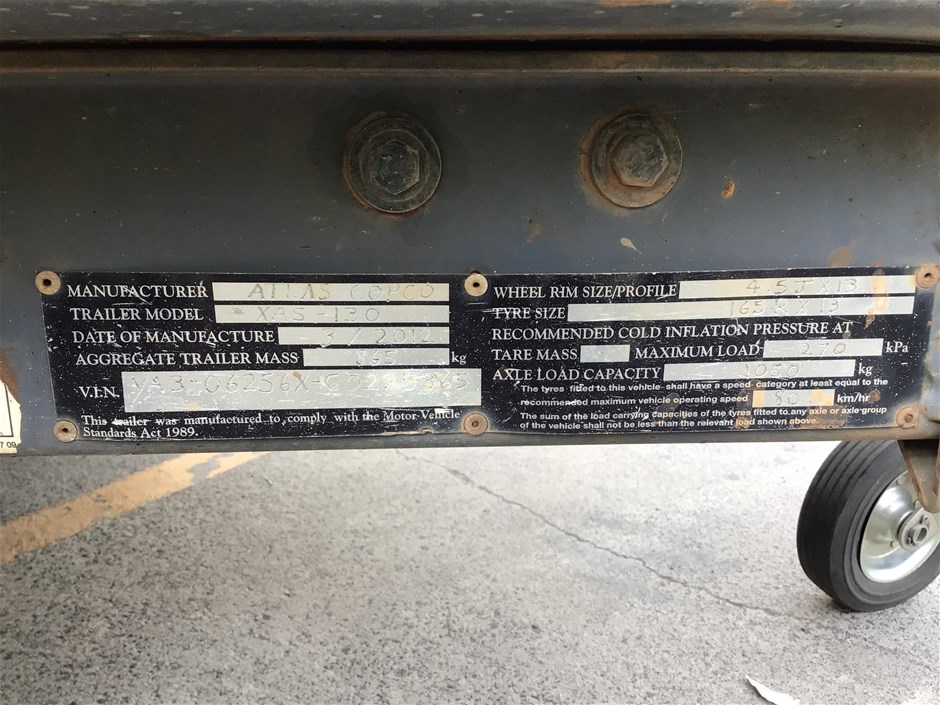 MANUFACTURER ATLAS COPCO
TRAILER MODEL XAS-130
DATE OF MANUFACTURE 3/2012
AGGREGATE TRAILER MASS 865 kg
V.I.N.
This trailer was manufactured to comply with the Motor Vehicle
Standards Act 1989.
WHEEL RIM SIZE/PROFILE 4.5J X13
TYRE SIZE 165R 13
RECOMMENDED COLD INFLATION PRESSURE AT
TARE MASS MAXIMUM LOAD 270 kPa
AXLE LOAD CAPACITY 1050 kg
The tyres fitted to this vehicle shall have a speed category at least equal to the
recommended maximum vehicle operating speed 80 km/hr
The sum of the load carrying capacities of the tyres fitted to any axle or axle group
of the vehicle shall not be less than the relevant load shown above.
7 09